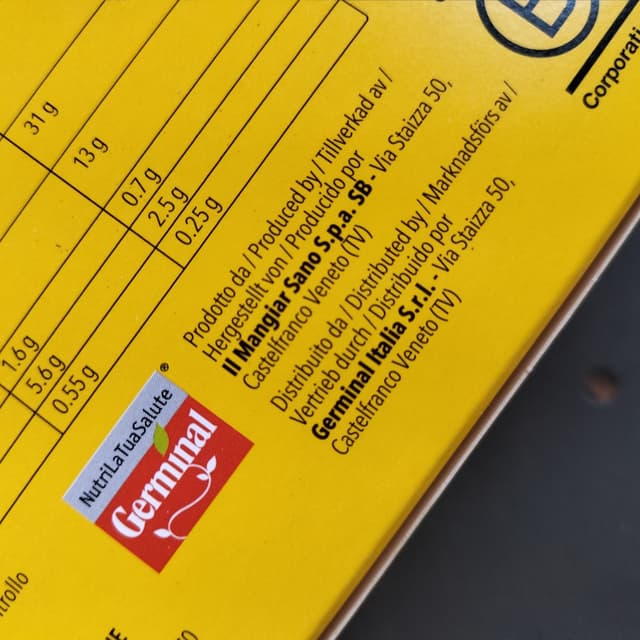 31 g
13 g
0.7 g
2.5 g
0.25 g
1.6 g
5.6 g
0.55 g
Prodotto da / Produced by / Tillverkad av /
Hergestellt von / Producido por
Il Mangiar Sano S.p.a. SB - Via Staizza 50,
Castelfranco Veneto (TV)
Distribuito da / Distributed by / Marknadsförs av /
Vertrieb durch / Distribuido por
Germinal Italia S.r.l. - Via Staizza 50,
Castelfranco Veneto (TV)
NutriLaTuaSalute ®
Germinal